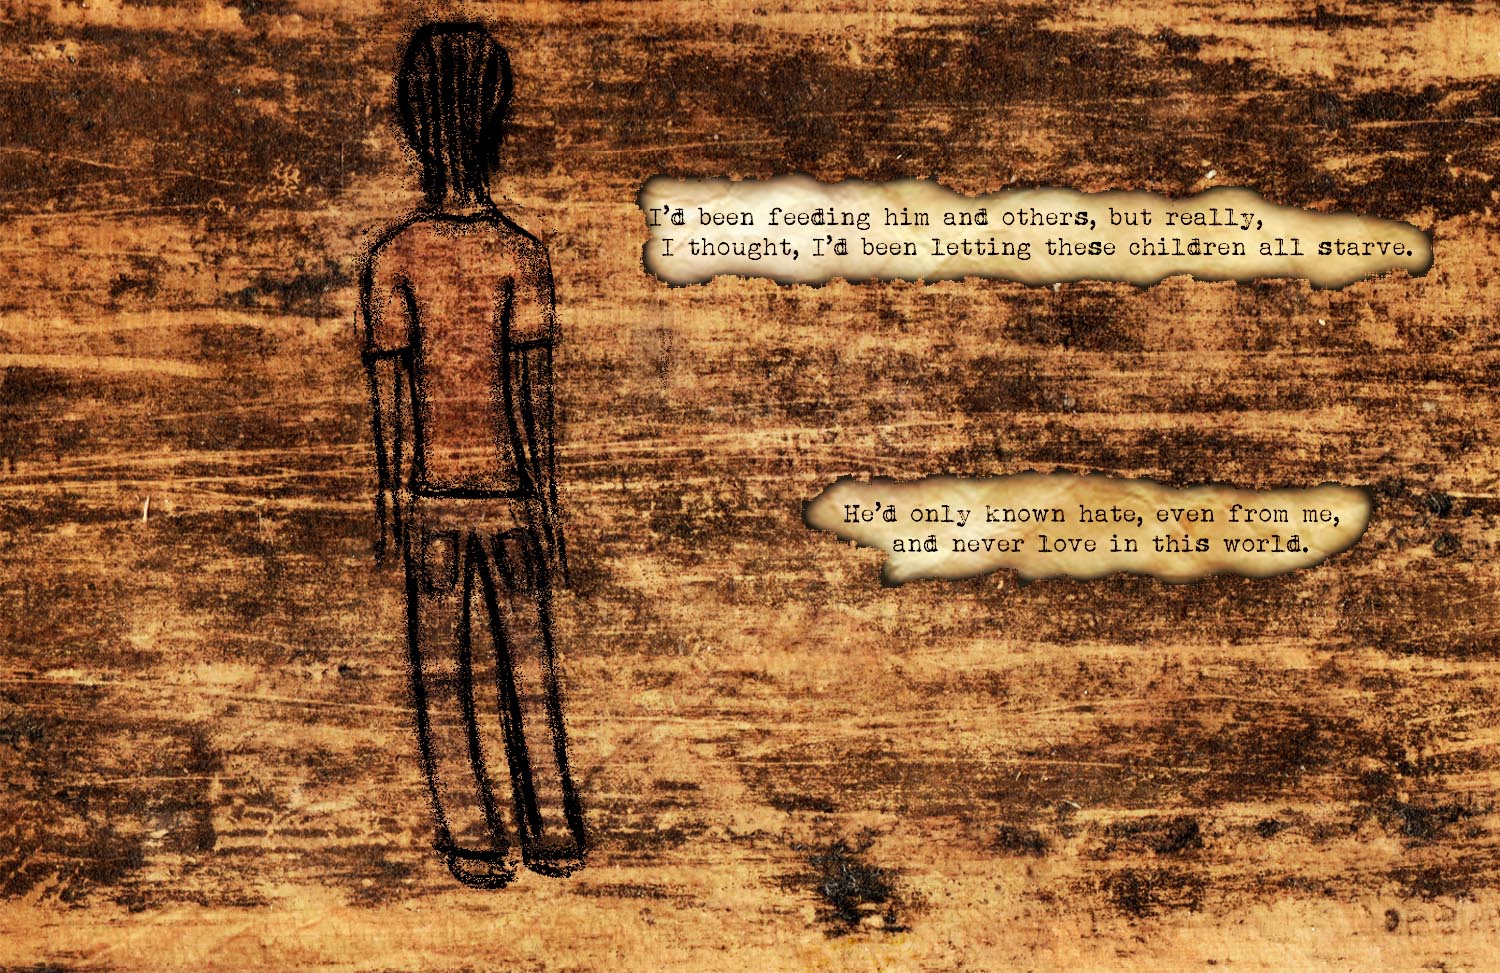 I’d been feeding him and others, but really,
I thought, I’d been letting these children all starve.
He’d only known hate, even from me,
and never love in this world.